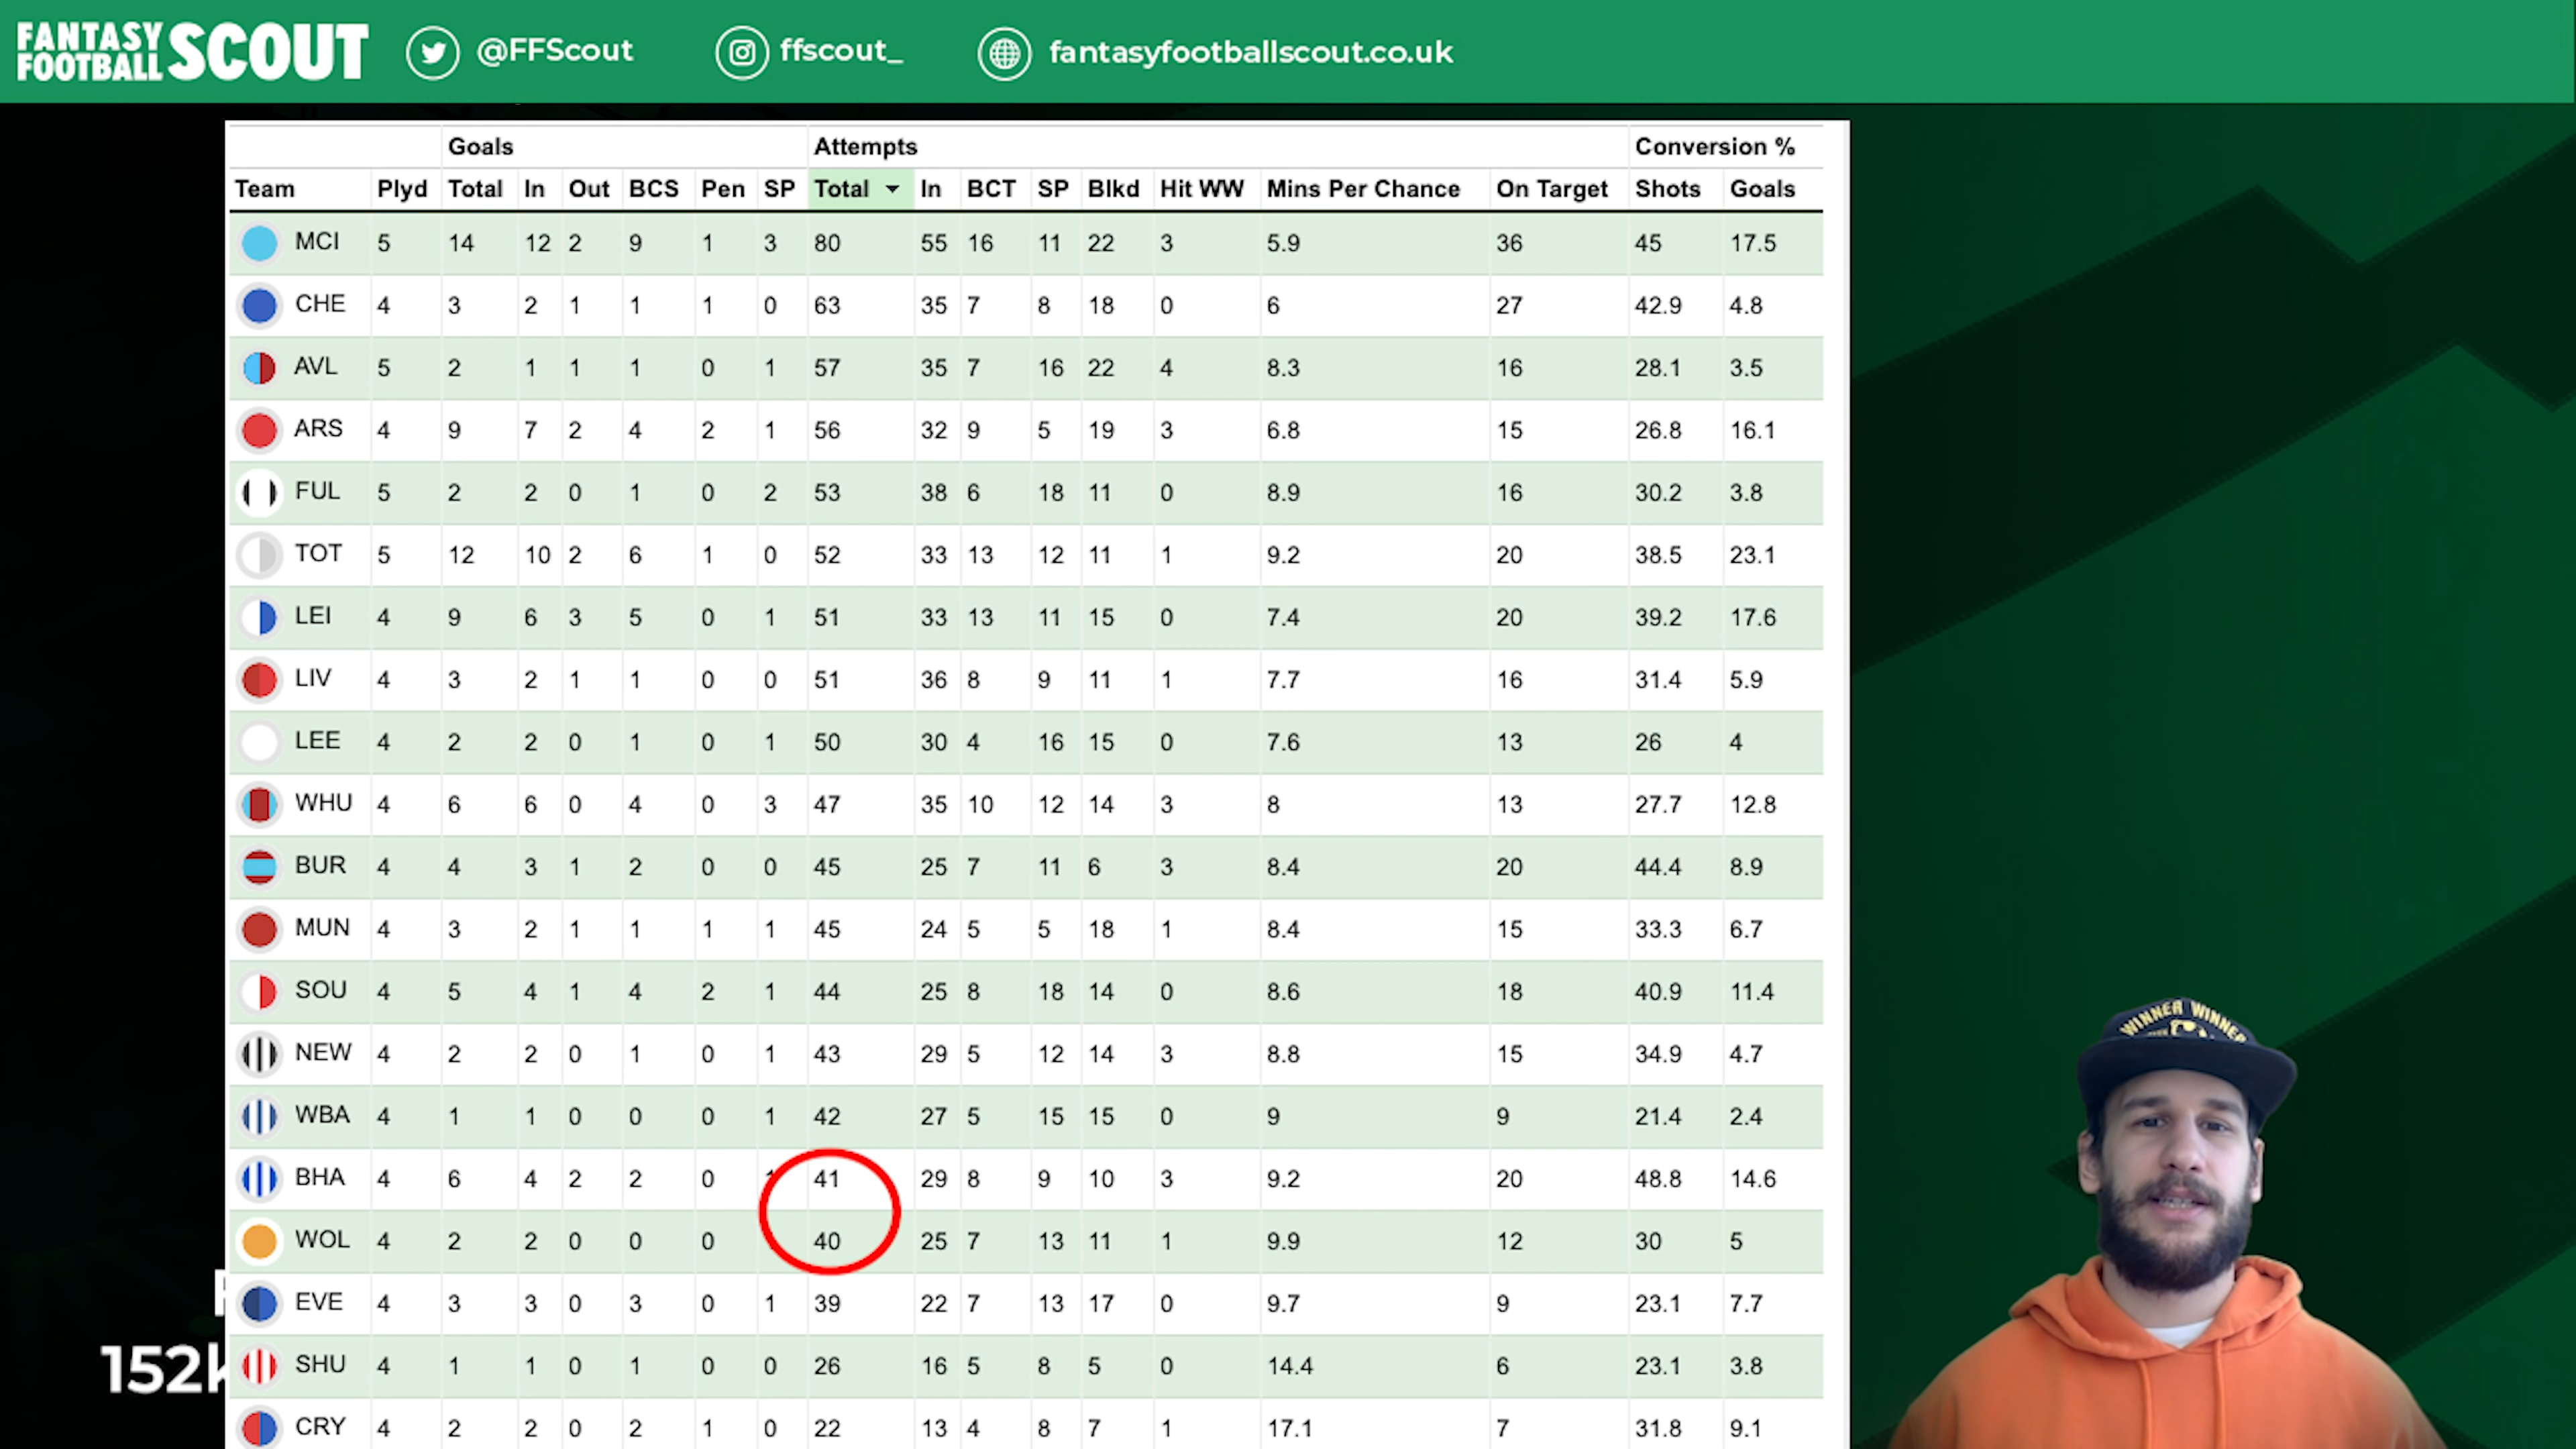 FANTASY
FOOTBALL SCOUT @FFScout ffscout_ fantasyfootballscout.co.uk
Goals Attempts Conversion %
Team Plyd Total In Out BCS Pen SP Total In BCT SP Blkd Hit WW Mins Per Chance On Target Shots Goals
MCI 5 14 12 2 9 1 3 80 55 16 11 22 3 5.9 36 45 17.5
CHE 4 3 2 1 1 1 0 63 35 7 8 18 0 6 27 42.9 4.8
AVL 5 2 1 1 1 0 1 57 35 7 16 22 4 8.3 16 28.1 3.5
ARS 4 9 7 2 4 2 1 56 32 9 5 19 3 6.8 15 26.8 16.1
FUL 5 2 2 0 1 0 2 53 38 6 18 11 0 8.9 16 30.2 3.8
TOT 5 12 10 2 6 1 0 52 33 13 12 11 1 9.2 20 38.5 23.1
LEI 4 9 6 3 5 0 1 51 33 13 11 15 0 7.4 20 39.2 17.6
LIV 4 3 2 1 1 0 0 51 36 8 9 11 1 7.7 16 31.4 5.9
LEE 4 2 2 0 1 0 1 50 30 4 16 15 0 7.6 13 26 4
WHU 4 6 6 0 4 0 3 47 35 10 12 14 3 8 13 27.7 12.8
BUR 4 4 3 1 2 0 0 45 25 7 11 6 3 8.4 20 44.4 8.9
MUN 4 3 2 1 1 1 1 45 24 5 5 18 1 8.4 15 33.3 6.7
SOU 4 5 4 1 4 2 1 44 25 8 18 14 0 8.6 18 40.9 11.4
NEW 4 2 2 0 1 0 1 43 29 5 12 14 3 8.8 15 34.9 4.7
WBA 4 1 1 0 0 0 1 42 27 5 15 15 0 9 9 21.4 2.4
BHA 4 6 4 2 2 0 1 41 29 8 9 10 3 9.2 20 48.8 14.6
WOL 4 2 2 0 0 0 40 25 7 13 11 1 9.9 12 30 5
EVE 4 3 3 0 3 0 1 39 22 7 13 17 0 9.7 9 23.1 7.7
SHU 4 1 1 0 1 0 0 26 16 5 8 5 0 14.4 6 23.1 3.8
CRY 4 2 2 0 2 1 0 22 13 4 8 7 1 17.1 7 31.8 9.1
152k
WINNER WINNER